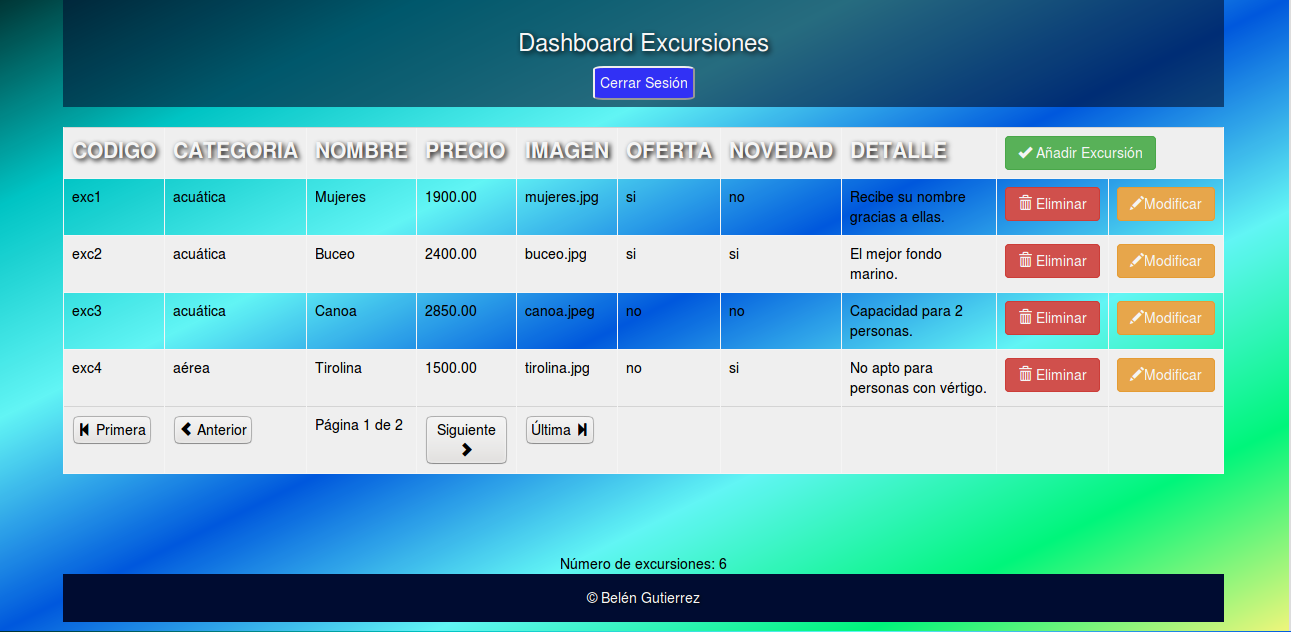 Dashboard Excursiones
Cerrar Sesión
CODIGO CATEGORIA NOMBRE PRECIO IMAGEN OFERTA NOVEDAD DETALLE Añadir Excursión
exc1 acuática Mujeres 1900.00 mujeres.jpg si no Recibe su nombre Eliminar Modificar
gracias a ellas.
exc2 acuática Buceo 2400.00 buceo.jpg si si El mejor fondo Eliminar Modificar
marino.
exc3 acuática Canoa 2850.00 canoa.jpeg no no Capacidad para 2 Eliminar Modificar
personas.
exc4 aérea Tirolina 1500.00 tirolina.jpg no si No apto para Eliminar Modificar
personas con vértigo.
Primera Anterior Página 1 de 2 Siguiente Última
Número de excursiones: 6
© Belén Gutierrez